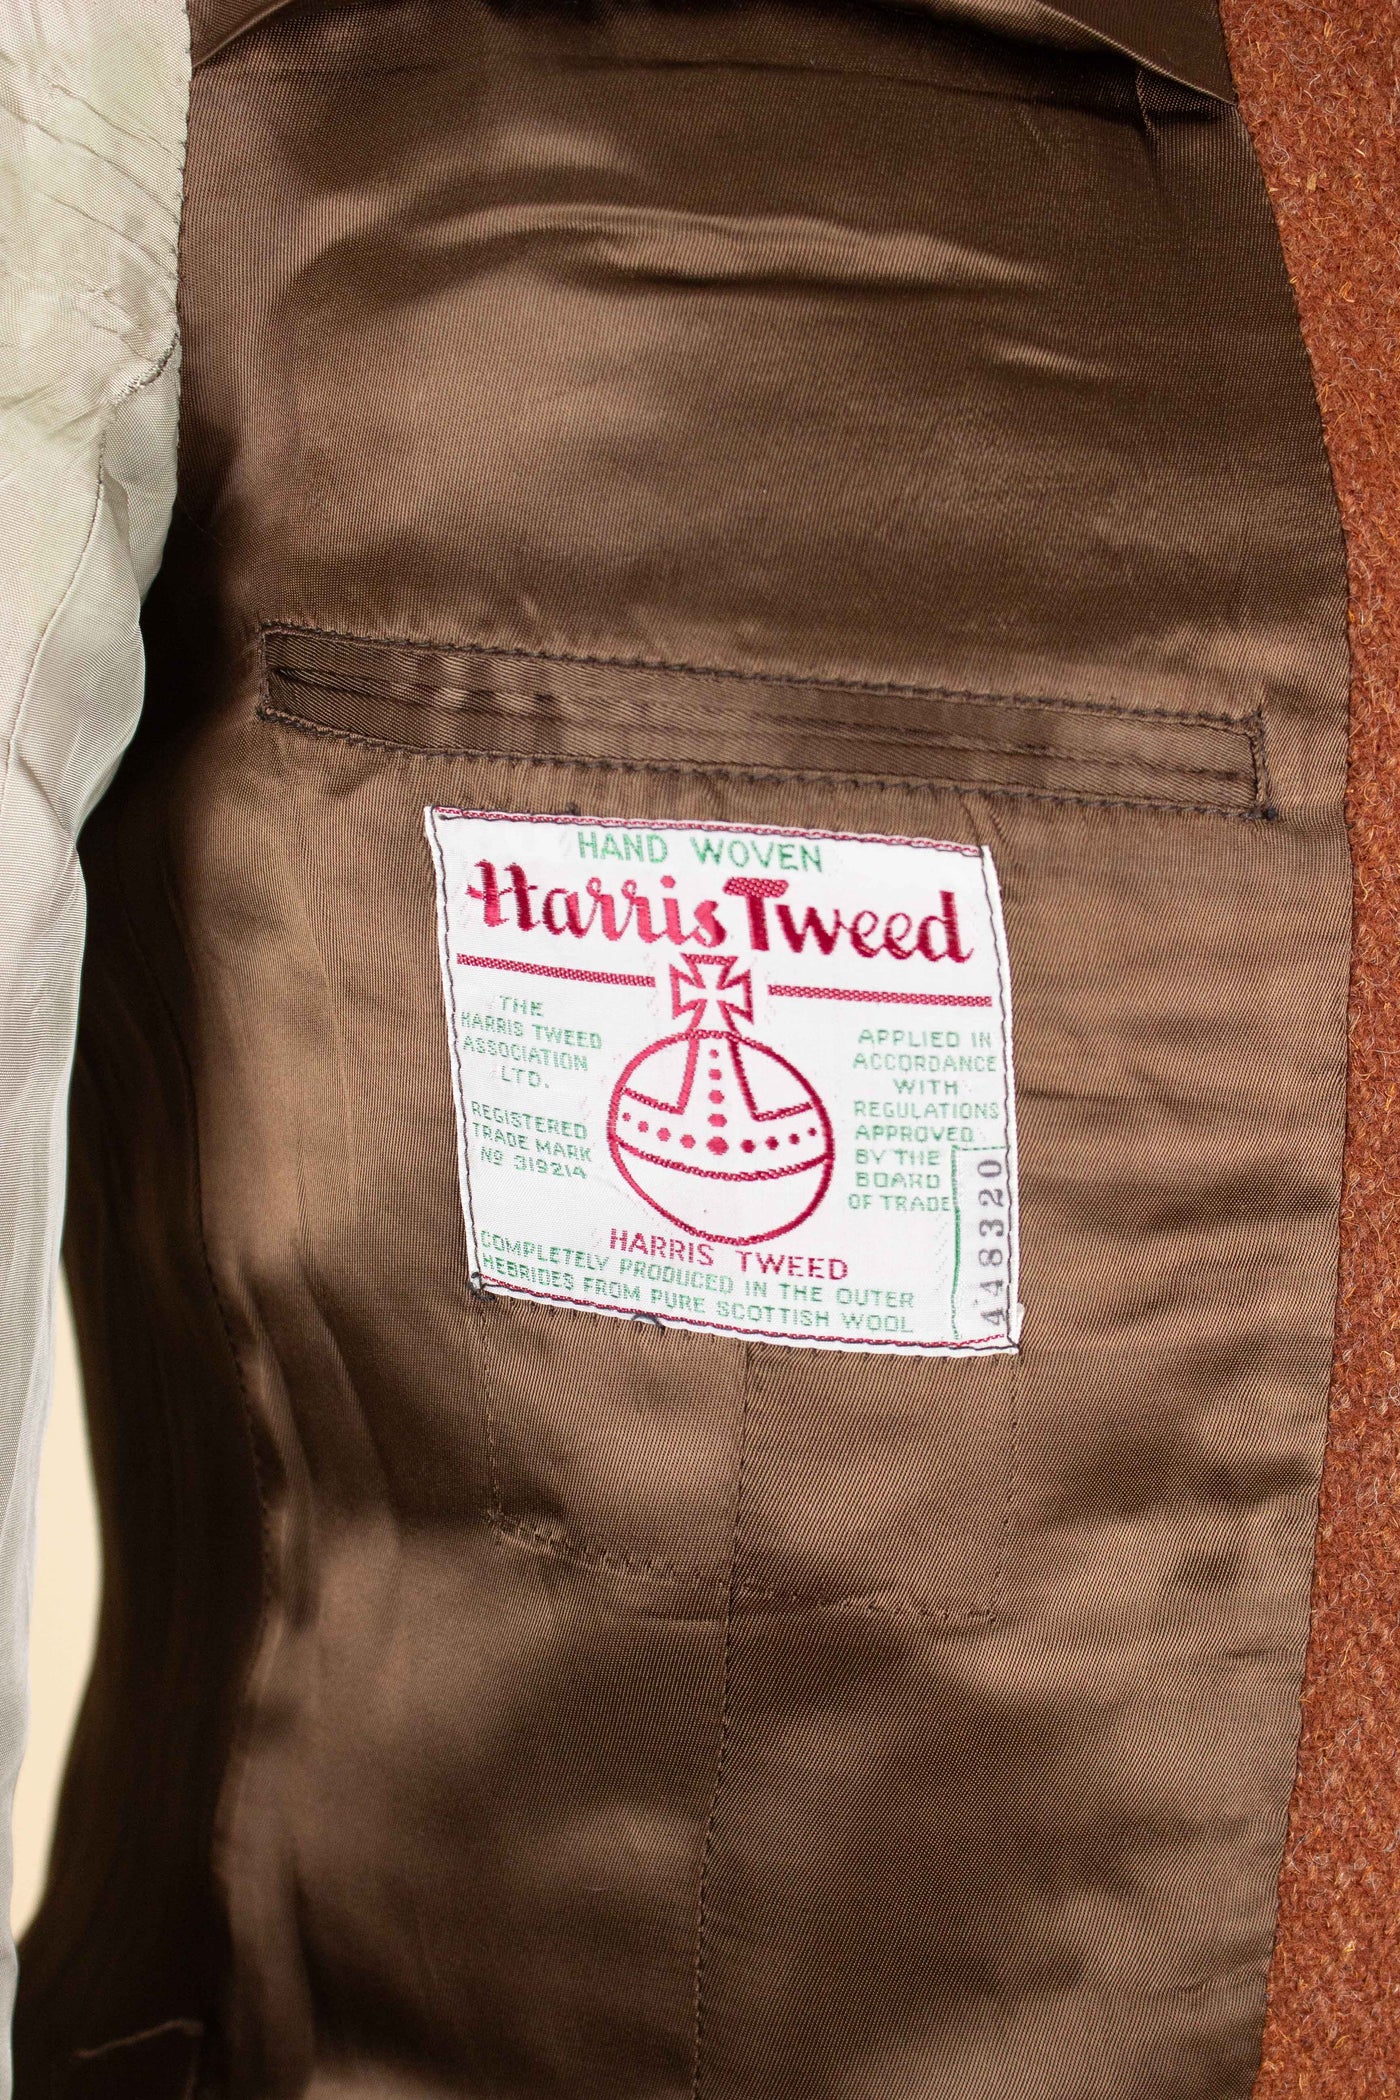 HAND WOVEN
Harris Tweed
THE
HARRIS TWEED
ASSOCIATION
LTD.
REGISTERED
TRADE MARK
Nº 319214
APPLIED IN
ACCORDANCE
WITH
REGULATIONS
APPROVED
BY THE
BOARD
OF TRADE
448320
HARRIS TWEED
COMPLETELY PRODUCED IN THE OUTER
HEBRIDES FROM PURE SCOTTISH WOOL